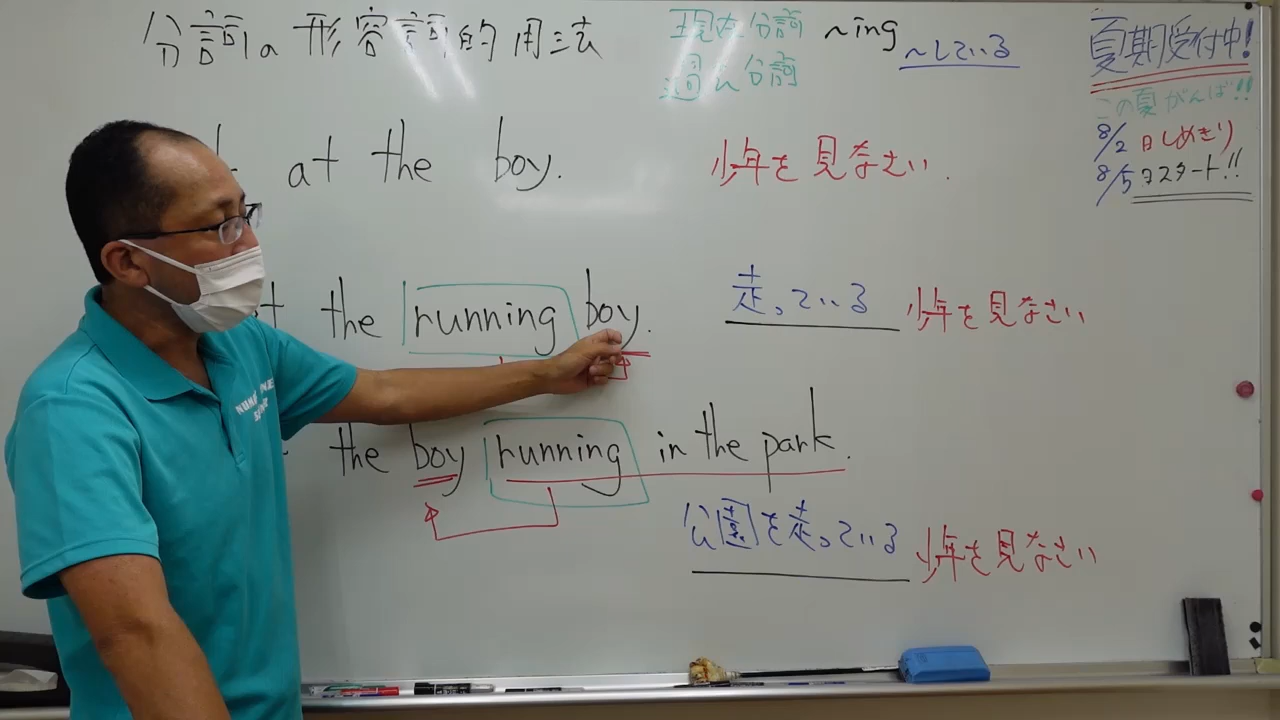 分詞の形容詞的用法
現在分詞 ~ing ~している
過去分詞
夏期受付中!
この夏がんば!!
8/2日しめきり
8/5日スタート!!
at the boy. 少年を見なさい.
the running boy. 走っている 少年を見なさい
the boy running in the park.
公園を走っている 少年を見なさい